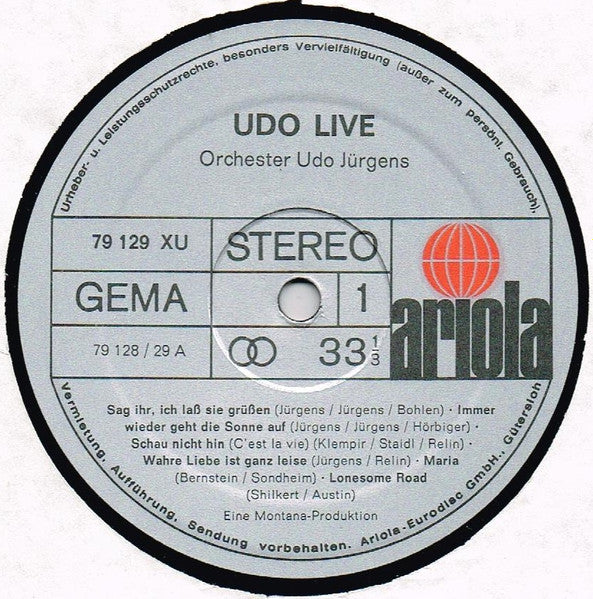 Urheber- u. Leistungsschutzrechte, besonders Vervielfältigung (außer zum persönl. Gebrauch),
UDO LIVE
Orchester Udo Jürgens
79 129 XU
STEREO
GEMA
1
ariola
79 128 / 29 A
33 1/3
Sag ihr, ich laß sie grüßen (Jürgens / Jürgens / Bohlen) · Immer
wieder geht die Sonne auf (Jürgens / Jürgens / Hörbiger) ·
Schau nicht hin (C'est la vie) (Klempir / Staidl / Relin) ·
Wahre Liebe ist ganz leise (Jürgens / Relin) · Maria
(Bernstein / Sondheim) · Lonesome Road
(Shilkert / Austin)
Eine Montana-Produktion
Vermietung, Aufführung, Sendung vorbehalten. Ariola-Eurodisc GmbH., Gütersloh